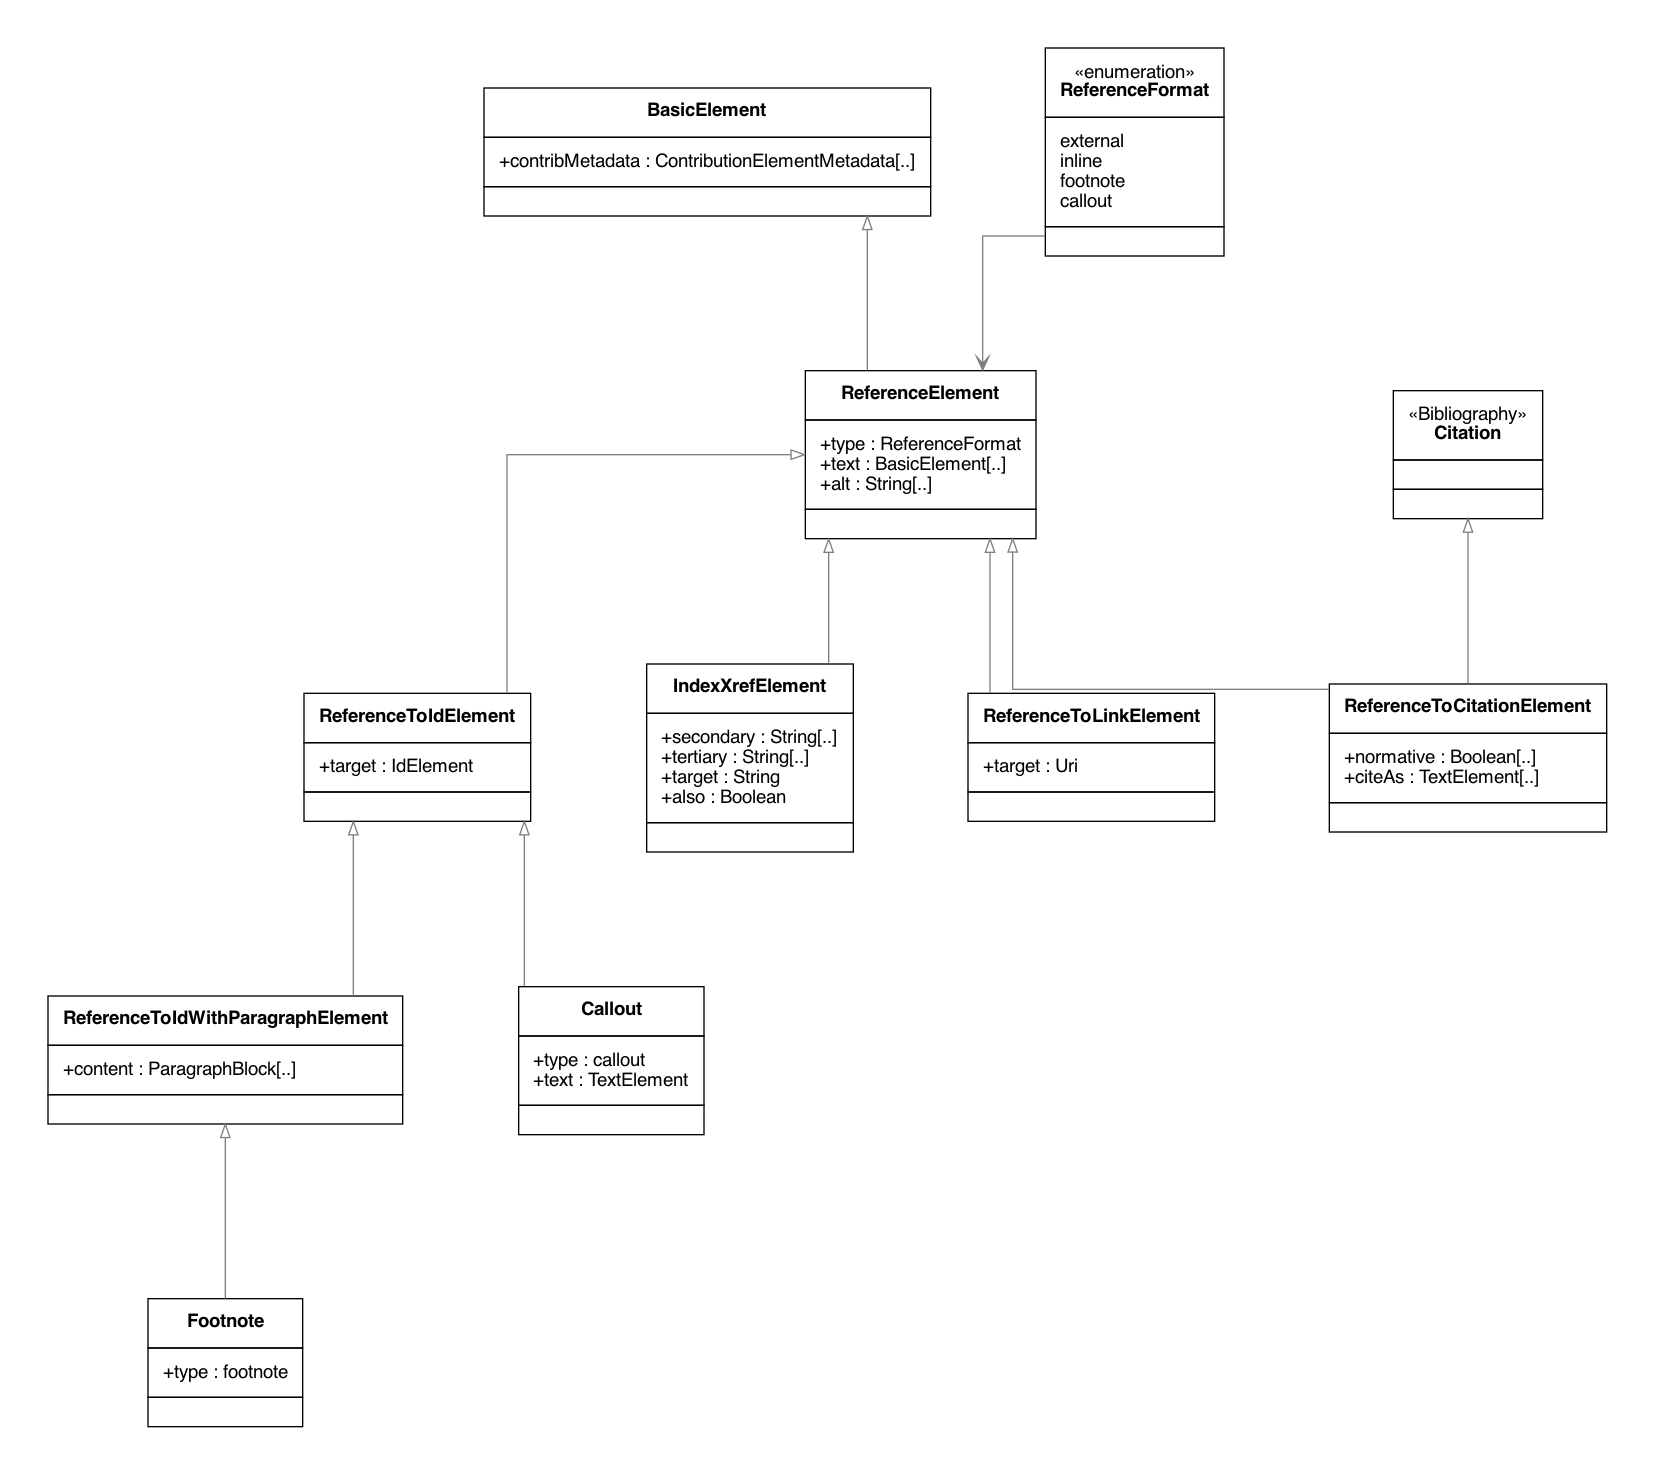 «enumeration»
ReferenceFormat
external
inline
footnote
callout
BasicElement
+contribMetadata : ContributionElementMetadata[..]
ReferenceElement
+type : ReferenceFormat
+text : BasicElement[..]
+alt : String[..]
«Bibliography»
Citation
ReferenceToIdElement
+target : IdElement
IndexXrefElement
+secondary : String[..]
+tertiary : String[..]
+target : String
+also : Boolean
ReferenceToLinkElement
+target : Uri
ReferenceToCitationElement
+normative : Boolean[..]
+citeAs : TextElement[..]
ReferenceToIdWithParagraphElement
+content : ParagraphBlock[..]
Callout
+type : callout
+text : TextElement
Footnote
+type : footnote